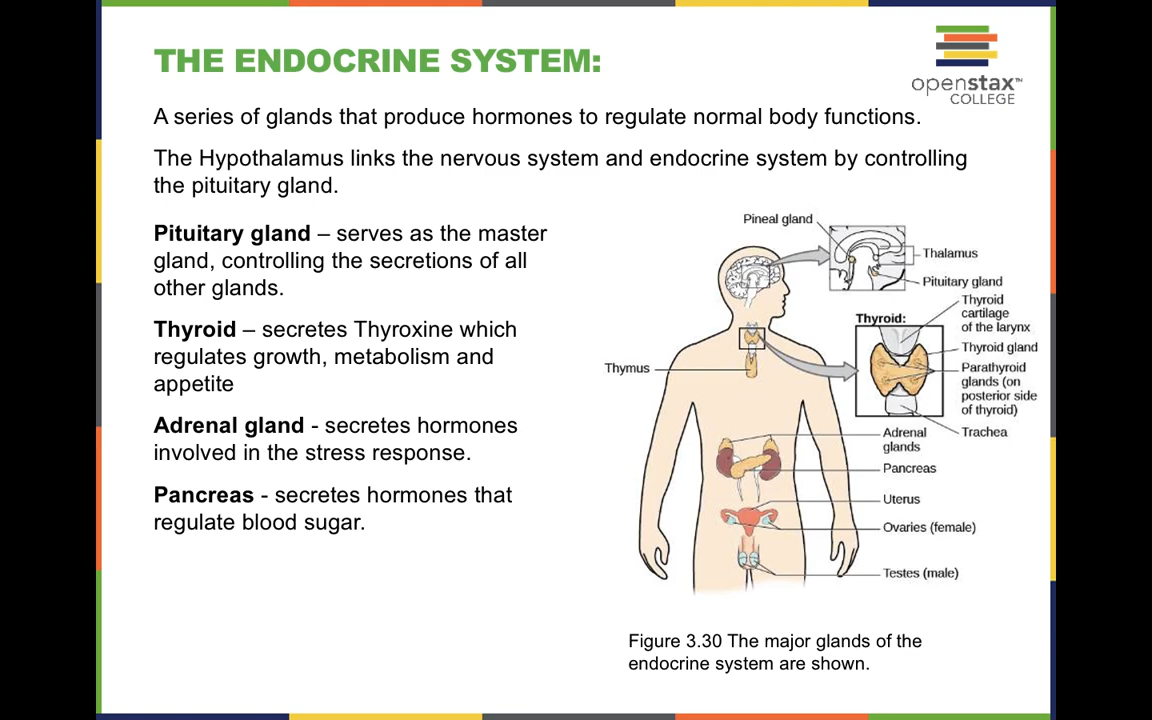 THE ENDOCRINE SYSTEM:
openstax™
COLLEGE
A series of glands that produce hormones to regulate normal body functions.
The Hypothalamus links the nervous system and endocrine system by controlling
the pituitary gland.
Pituitary gland – serves as the master
gland, controlling the secretions of all
other glands.
Thyroid – secretes Thyroxine which
regulates growth, metabolism and
appetite
Adrenal gland - secretes hormones
involved in the stress response.
Pancreas - secretes hormones that
regulate blood sugar.
Pineal gland
Thalamus
Pituitary gland
Thyroid:
Thyroid
cartilage
of the larynx
Thyroid gland
Parathyroid
glands (on
posterior side
of thyroid)
Trachea
Thymus
Adrenal
glands
Pancreas
Uterus
Ovaries (female)
Testes (male)
Figure 3.30 The major glands of the
endocrine system are shown.